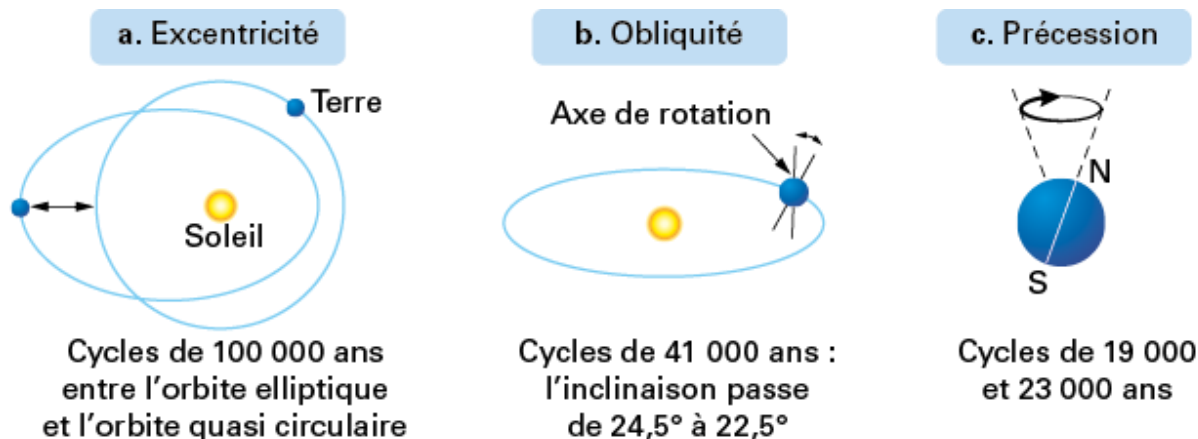 a. Excentricité
Terre
Soleil
Cycles de 100 000 ans
entre l’orbite elliptique
et l’orbite quasi circulaire
b. Obliquité
Axe de rotation
Cycles de 41 000 ans :
l’inclinaison passe
de 24,5° à 22,5°
c. Précession
N
S
Cycles de 19 000
et 23 000 ans